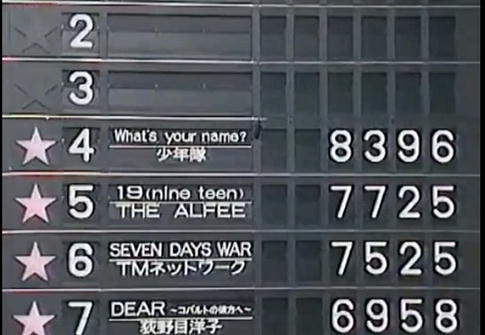 2
3
4 What's your name? 8396
少年隊
5 19(nine teen) 7725
THE ALFEE
6 SEVEN DAYS WAR 7525
TMネットワーク
7 DEAR 〜コバルトの彼方へ〜 6958
荻野目洋子